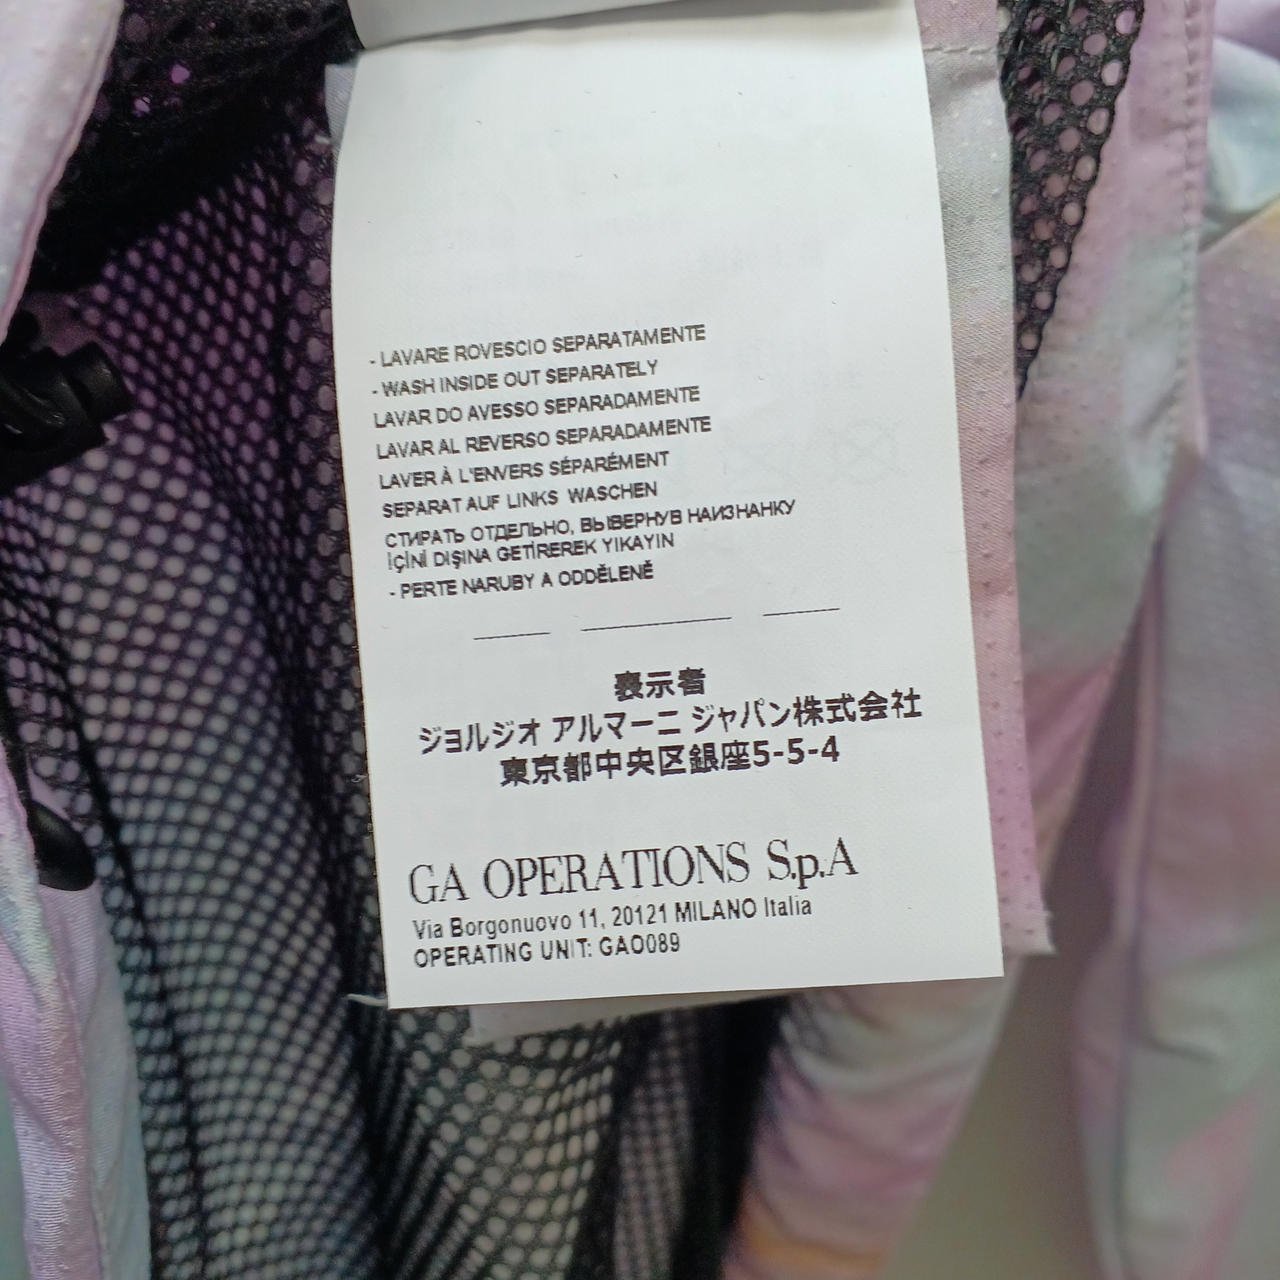 - LAVARE ROVESCIO SEPARATAMENTE
- WASH INSIDE OUT SEPARATELY
LAVAR DO AVESSO SEPARADAMENTE
LAVAR AL REVERSO SEPARADAMENTE
LAVER À L'ENVERS SÉPARÉMENT
SEPARAT AUF LINKS WASCHEN
СТИРАТЬ ОТДЕЛЬНО, ВЫВЕРНУВ НАИЗНАНКУ
İÇİNİ DIŞINA GETİREREK YIKAYIN
- PERTE NARUBY A ODDĚLENĚ
表示者
ジョルジオ アルマーニ ジャパン株式会社
東京都中央区銀座5-5-4
GA OPERATIONS S.p.A
Via Borgonuovo 11, 20121 MILANO Italia
OPERATING UNIT: GAO089